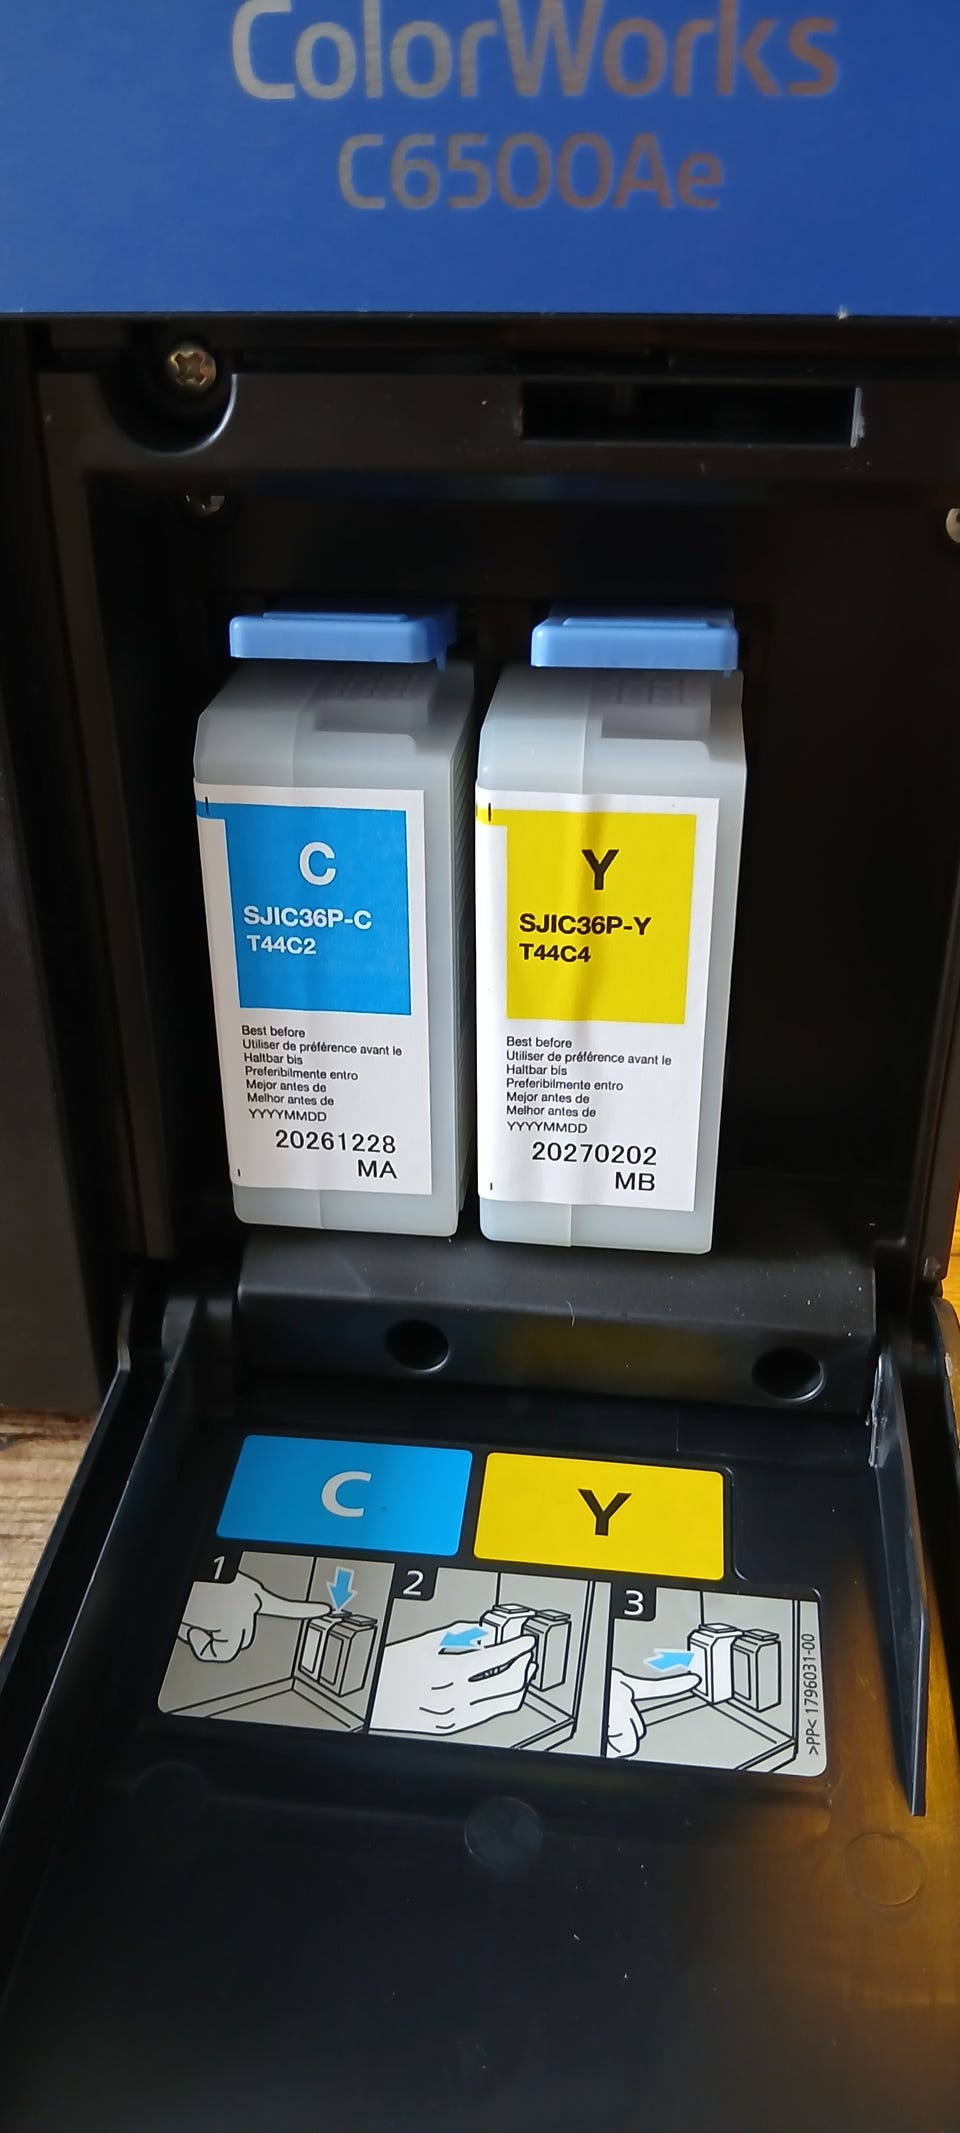 ColorWorks
C6500Ae
C
SJIC36P-C
T44C2
Best before
Utiliser de préférence avant le
Haltbar bis
Preferibilmente entro
Mejor antes de
Melhor antes de
YYYYMMDD
20261228
MA
Y
SJIC36P-Y
T44C4
Best before
Utiliser de préférence avant le
Haltbar bis
Preferibilmente entro
Mejor antes de
Melhor antes de
YYYYMMDD
20270202
MB
C
Y
1
2
3
>PP< 1796031-00